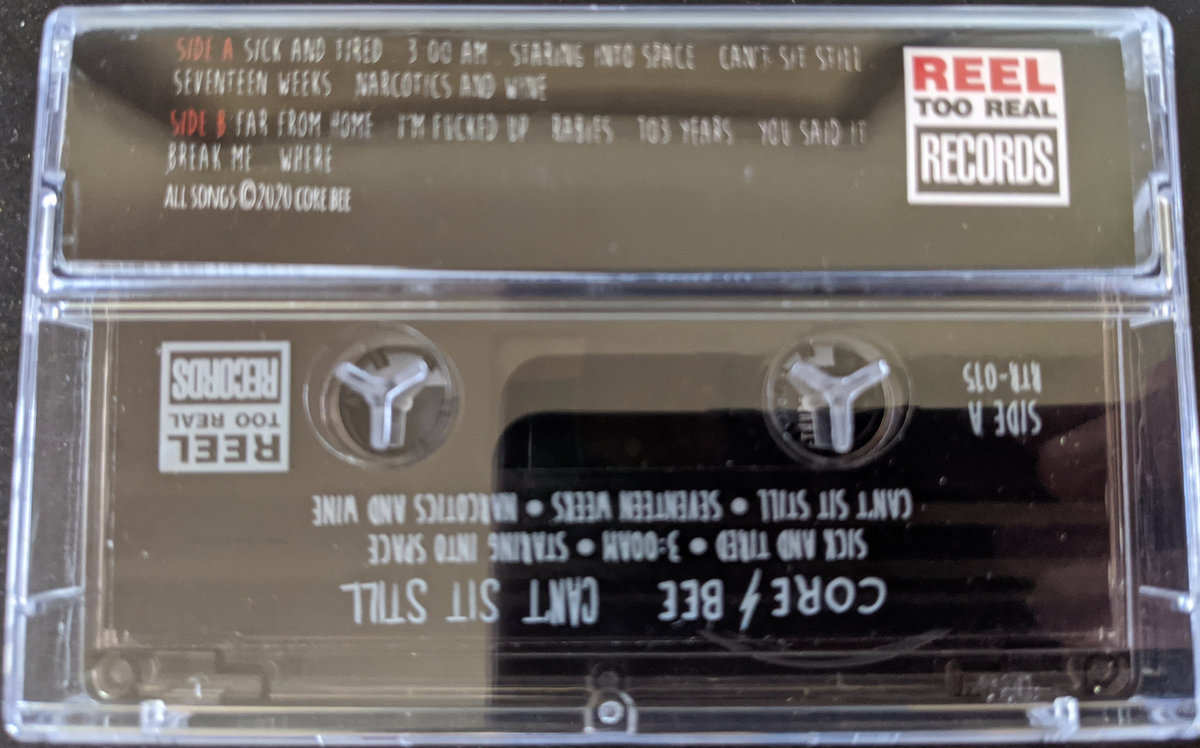 SIDE A SICK AND TIRED . 3:00 AM . STARING INTO SPACE . CAN'T SIT STILL .
SEVENTEEN WEEKS . NARCOTICS AND WINE
SIDE B FAR FROM HOME . I'M FUCKED UP . BABIES . 103 YEARS . YOU SAID IT
BREAK ME . WHERE
ALL SONGS ©2020 CORE BEE
REEL
TOO REAL
RECORDS
CORE BEE CAN'T SIT STILL
SICK AND TIRED • 3:00AM • STARING INTO SPACE
CAN'T SIT STILL • SEVENTEEN WEEKS • NARCOTICS AND WINE
SIDE A
RTR-075
REEL
TOO REAL
RECORDS